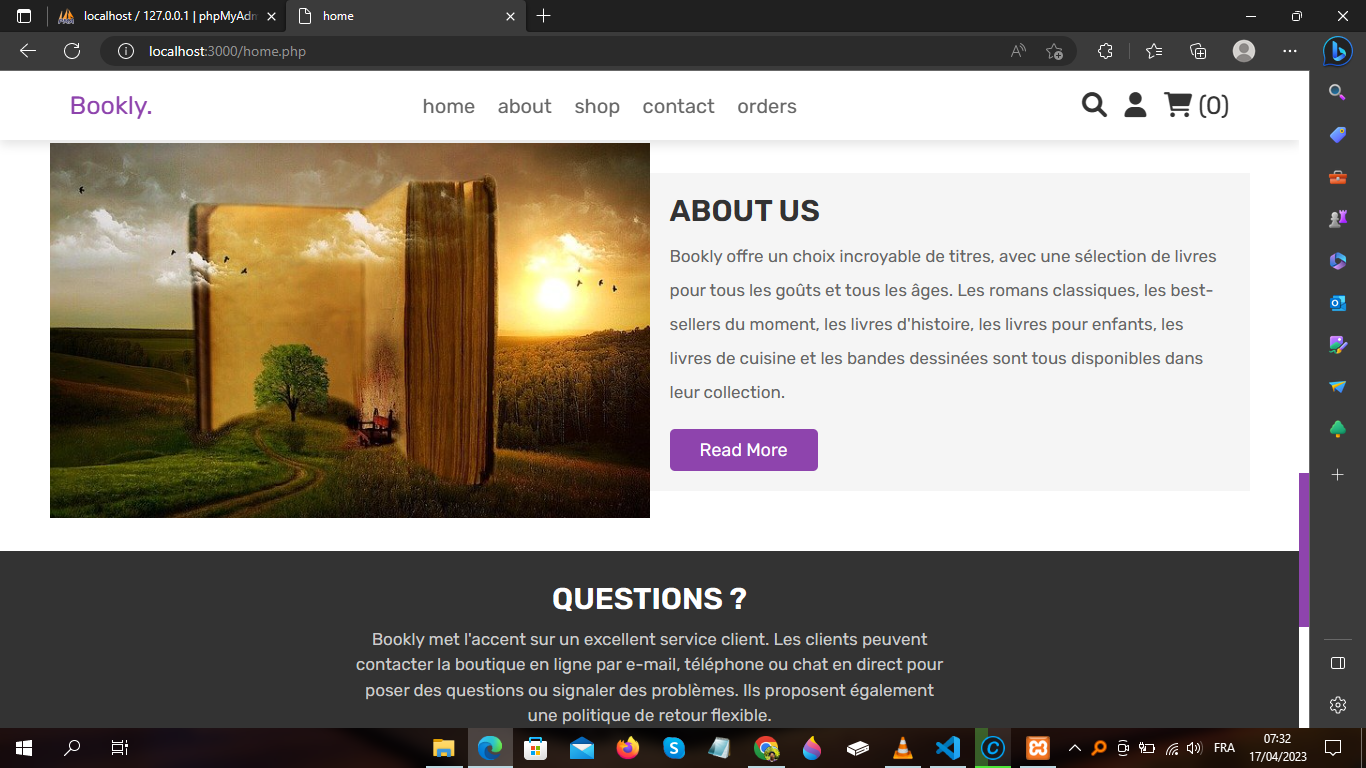 localhost / 127.0.0.1 | phpMyAdm
home
localhost:3000/home.php
Bookly.
home about shop contact orders
(0)
ABOUT US
Bookly offre un choix incroyable de titres, avec une sélection de livres
pour tous les goûts et tous les âges. Les romans classiques, les best-
sellers du moment, les livres d'histoire, les livres pour enfants, les
livres de cuisine et les bandes dessinées sont tous disponibles dans
leur collection.
Read More
QUESTIONS ?
Bookly met l'accent sur un excellent service client. Les clients peuvent
contacter la boutique en ligne par e-mail, téléphone ou chat en direct pour
poser des questions ou signaler des problèmes. Ils proposent également
une politique de retour flexible.
FRA
07:32
17/04/2023